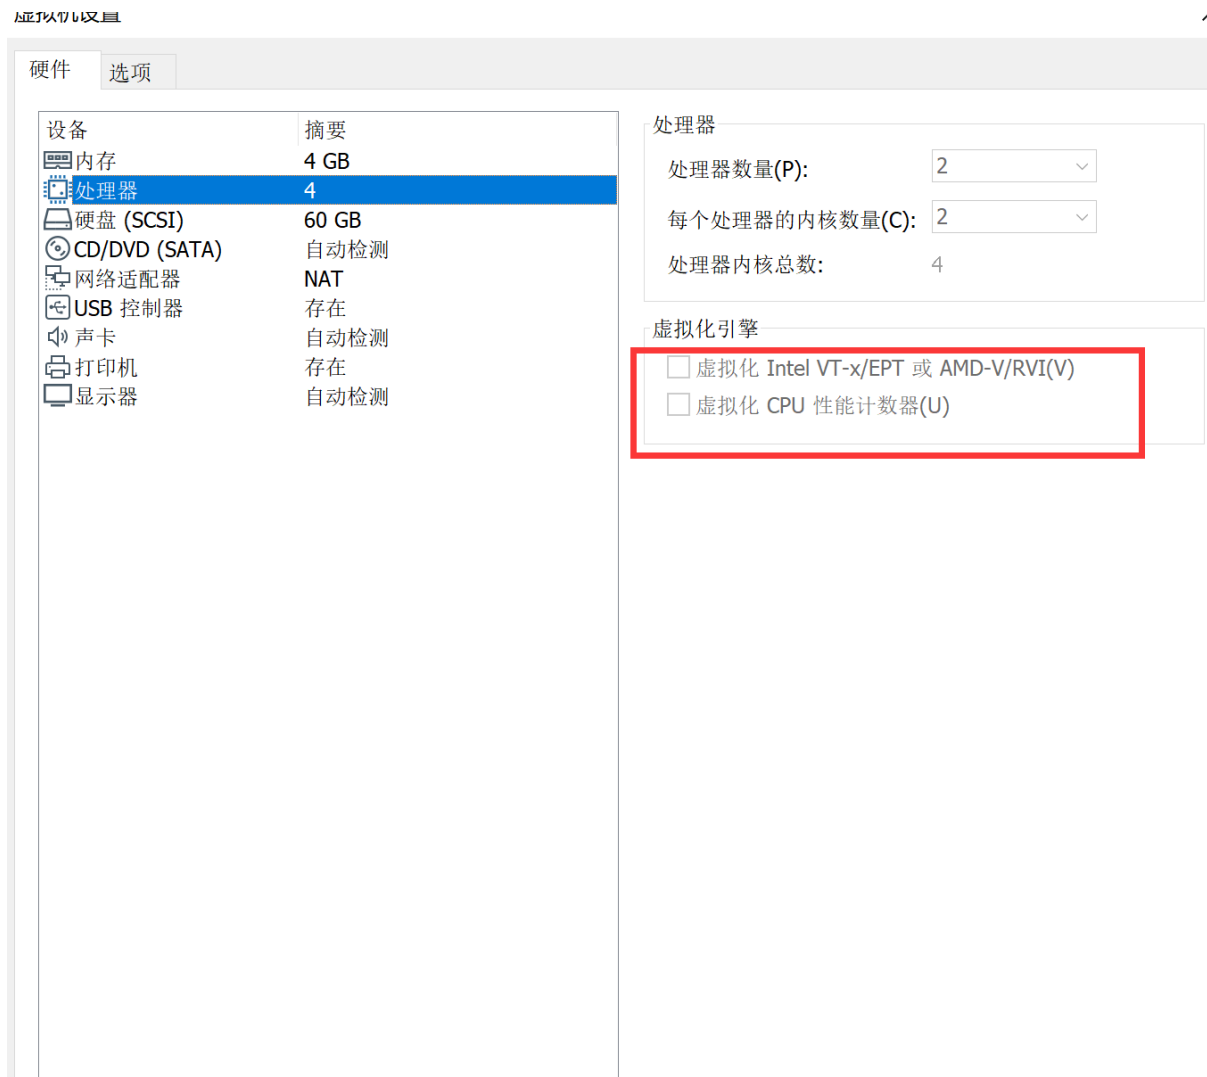 虚拟机设置
硬件
选项
设备 摘要
内存 4 GB
处理器 4
硬盘 (SCSI) 60 GB
CD/DVD (SATA) 自动检测
网络适配器 NAT
USB 控制器 存在
声卡 自动检测
打印机 存在
显示器 自动检测
处理器
处理器数量(P): 2
每个处理器的内核数量(C): 2
处理器内核总数: 4
虚拟化引擎
虚拟化 Intel VT-x/EPT 或 AMD-V/RVI(V)
虚拟化 CPU 性能计数器(U)